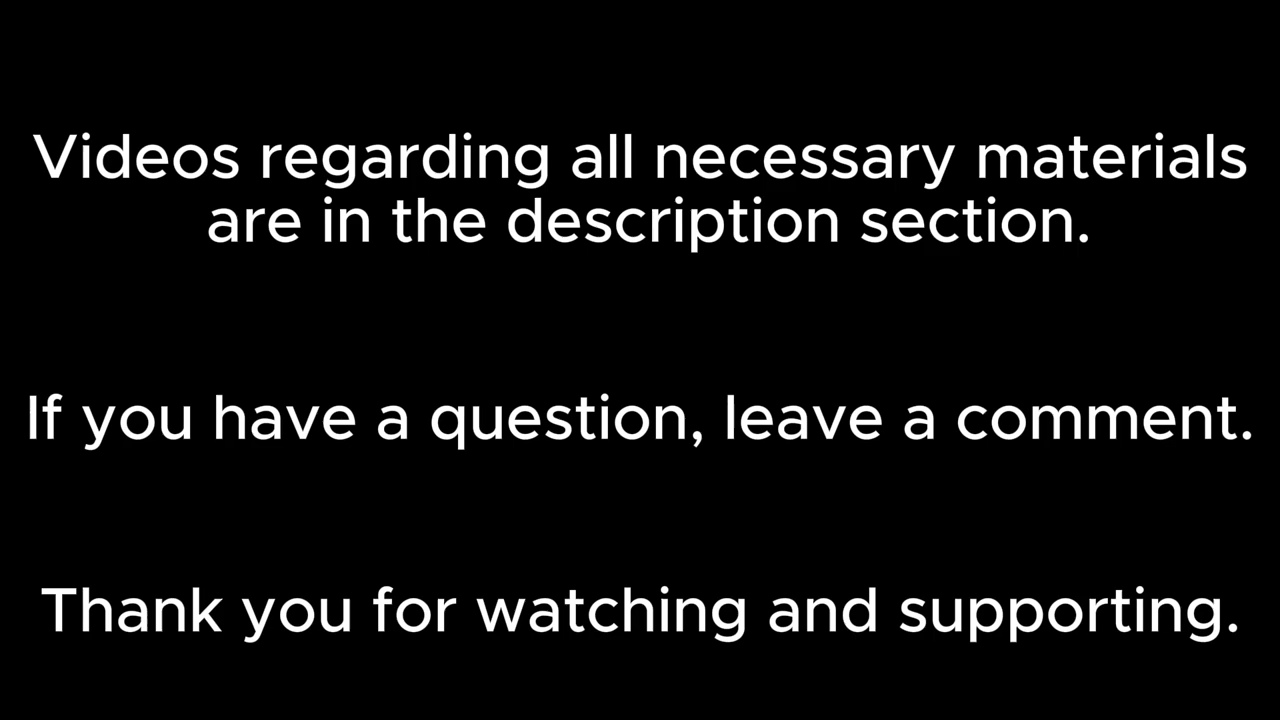 Videos regarding all necessary materials
are in the description section.
If you have a question, leave a comment.
Thank you for watching and supporting.